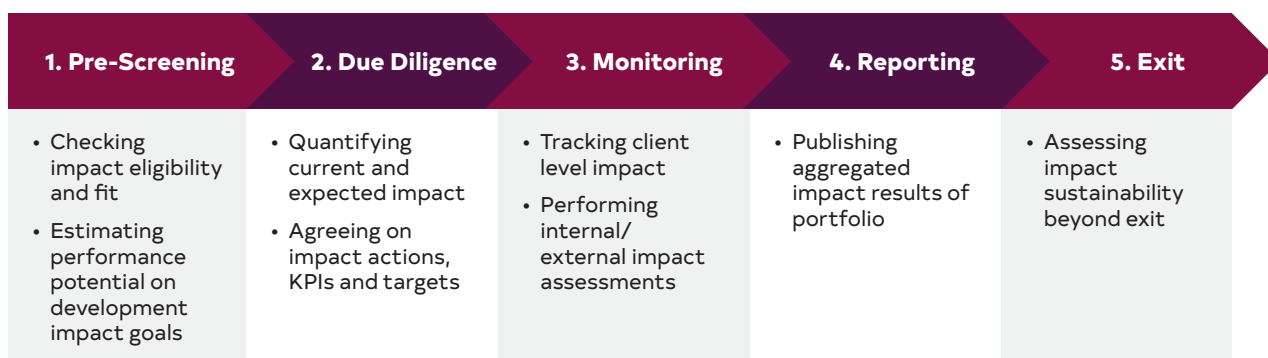 1. Pre-Screening
2. Due Diligence
3. Monitoring
4. Reporting
5. Exit
• Checking
impact eligibility
and fit
• Estimating
performance
potential on
development
impact goals
• Quantifying
current and
expected impact
• Agreeing on
impact actions,
KPIs and targets
• Tracking client
level impact
• Performing
internal/
external impact
assessments
• Publishing
aggregated
impact results of
portfolio
• Assessing
impact
sustainability
beyond exit